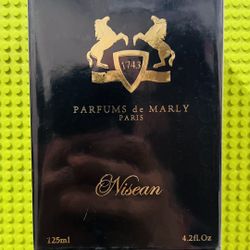 1743
PARFUMS de MARLY
PARIS
Nisean
125ml 4.2fl.Oz